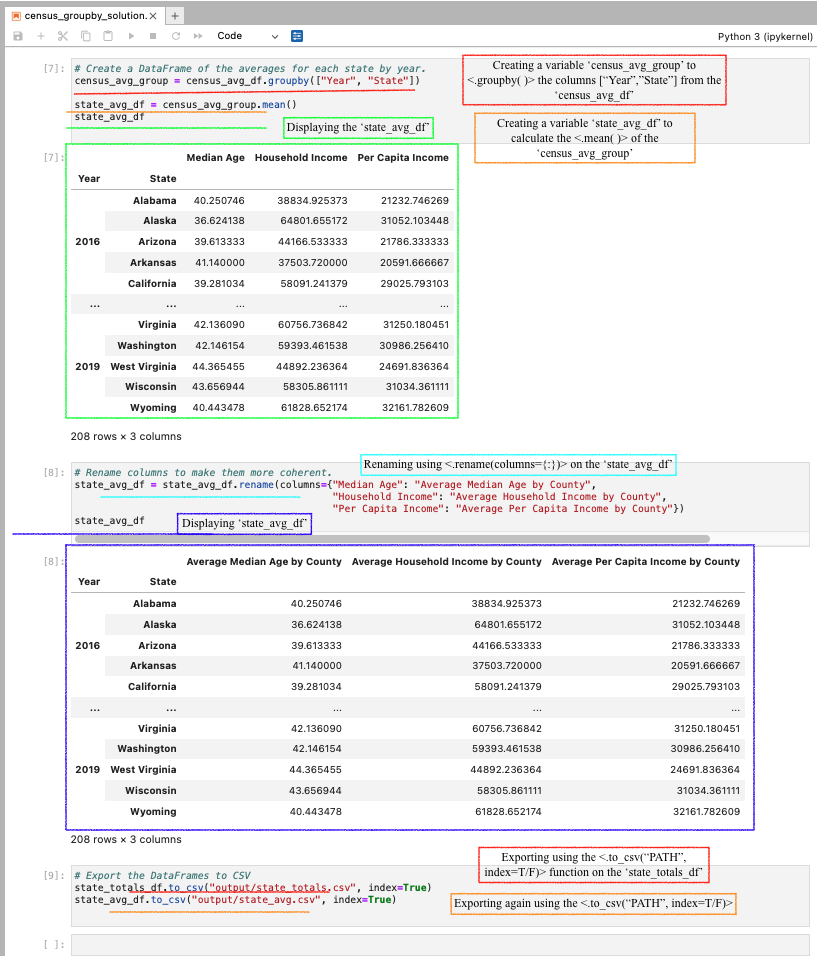 census_groupby_solution.
Code
Python 3 (ipykernel)
[7]:
# Create a DataFrame of the averages for each state by year.
census_avg_group = census_avg_df.groupby(["Year", "State"])
state_avg_df = census_avg_group.mean()
state_avg_df
Creating a variable ‘census_avg_group’ to
<.groupby( )> the columns [“Year”,”State”] from the
‘census_avg_df’
Creating a variable ‘state_avg_df’ to
calculate the <.mean( )> of the
‘census_avg_group’
Displaying the ‘state_avg_df’
[7]:
Median Age Household Income Per Capita Income
Year State
Alabama 40.250746 38834.925373 21232.746269
Alaska 36.624138 64801.655172 31052.103448
2016 Arizona 39.613333 44166.533333 21786.333333
Arkansas 41.140000 37503.720000 20591.666667
California 39.281034 58091.241379 29025.793103
... ... ... ... ...
Virginia 42.136090 60756.736842 31250.180451
Washington 42.146154 59393.461538 30986.256410
2019 West Virginia 44.365455 44892.236364 24691.836364
Wisconsin 43.656944 58305.861111 31034.361111
Wyoming 40.443478 61828.652174 32161.782609
208 rows × 3 columns
Renaming using <.rename(columns={:})> on the ‘state_avg_df’
[8]:
# Rename columns to make them more coherent.
state_avg_df = state_avg_df.rename(columns={"Median Age": "Average Median Age by County",
"Household Income": "Average Household Income by County",
"Per Capita Income": "Average Per Capita Income by County"})
state_avg_df
Displaying ‘state_avg_df’
[8]:
Average Median Age by County Average Household Income by County Average Per Capita Income by County
Year State
Alabama 40.250746 38834.925373 21232.746269
Alaska 36.624138 64801.655172 31052.103448
2016 Arizona 39.613333 44166.533333 21786.333333
Arkansas 41.140000 37503.720000 20591.666667
California 39.281034 58091.241379 29025.793103
... ... ... ... ...
Virginia 42.136090 60756.736842 31250.180451
Washington 42.146154 59393.461538 30986.256410
2019 West Virginia 44.365455 44892.236364 24691.836364
Wisconsin 43.656944 58305.861111 31034.361111
Wyoming 40.443478 61828.652174 32161.782609
208 rows × 3 columns
Exporting using the <.to_csv(“PATH”,
index=T/F)> function on the ‘state_totals_df’
[9]:
# Export the DataFrames to CSV
state_totals_df.to_csv("output/state_totals.csv", index=True)
state_avg_df.to_csv("output/state_avg.csv", index=True)
Exporting again using the <.to_csv(“PATH”, index=T/F)>
[ ]: